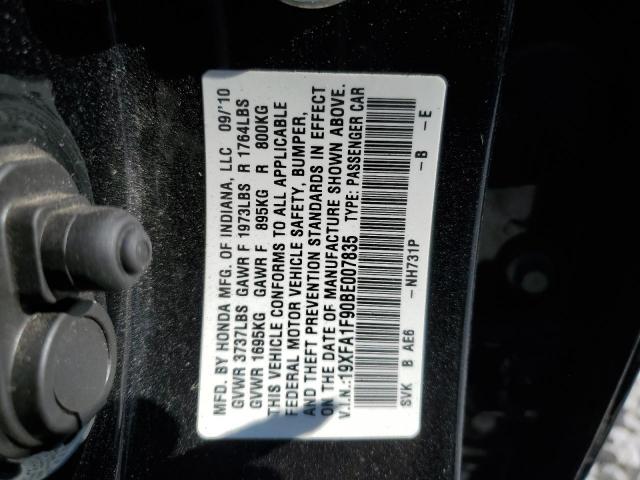 MFD. BY HONDA MFG. OF INDIANA, LLC 09/'10
GVWR 3737LBS GAWR F 1973LBS R 1764LBS
GVWR 1695KG GAWR F 895KG R 800KG
THIS VEHICLE CONFORMS TO ALL APPLICABLE
FEDERAL MOTOR VEHICLE SAFETY, BUMPER,
AND THEFT PREVENTION STANDARDS IN EFFECT
ON THE DATE OF MANUFACTURE SHOWN ABOVE.
V.I.N.:19XFA1F90BE007835 TYPE: PASSENGER CAR
SVK B AE6 -NH731P -B -E